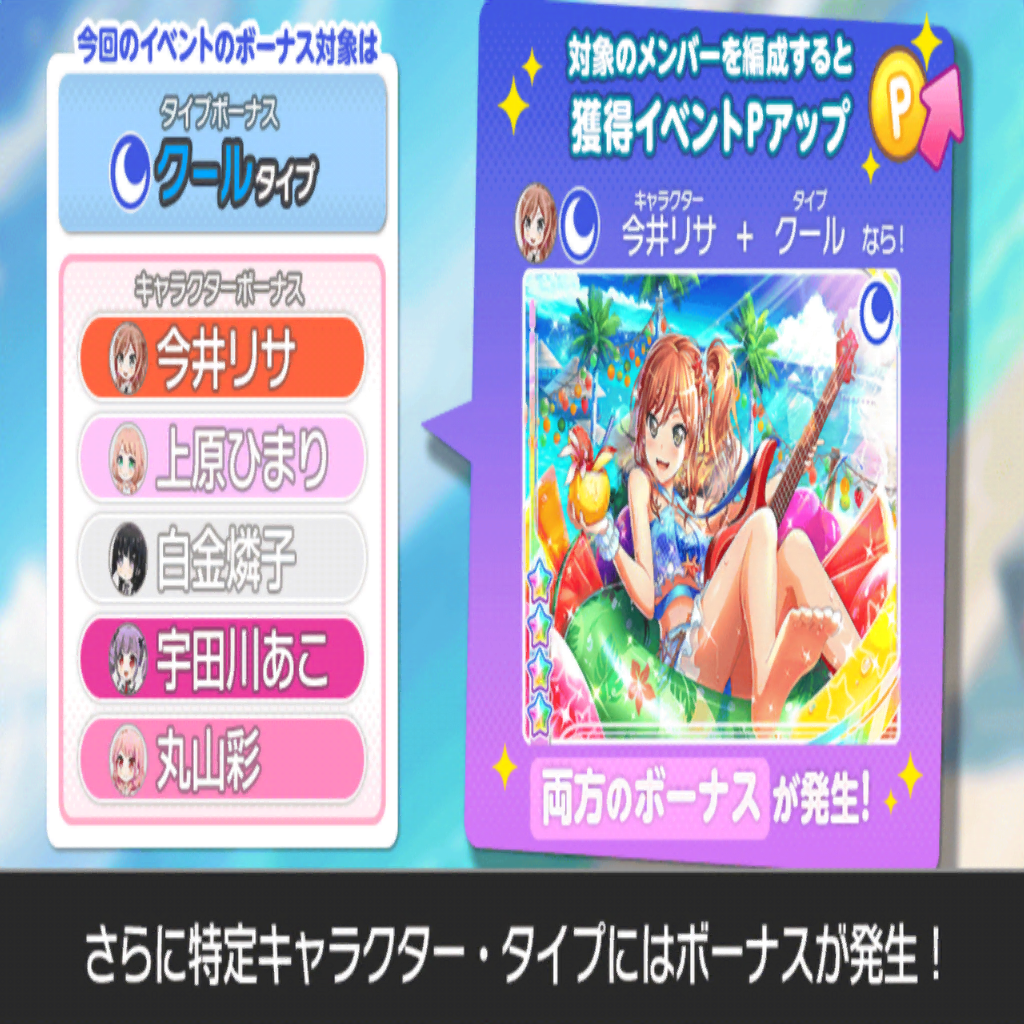 今回のイベントのボーナス対象は
タイプボーナス
クールタイプ
キャラクターボーナス
今井リサ
上原ひまり
白金燐子
宇田川あこ
丸山彩
対象のメンバーを編成すると
獲得イベントPアップ
P
キャラクター タイプ
今井リサ + クール なら!
両方のボーナスが発生!
さらに特定キャラクター・タイプにはボーナスが発生！